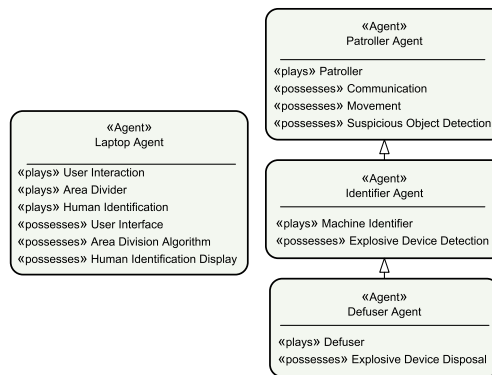 «Agent»
Laptop Agent
«plays» User Interaction
«plays» Area Divider
«plays» Human Identification
«possesses» User Interface
«possesses» Area Division Algorithm
«possesses» Human Identification Display
«Agent»
Patroller Agent
«plays» Patroller
«possesses» Communication
«possesses» Movement
«possesses» Suspicious Object Detection
«Agent»
Identifier Agent
«plays» Machine Identifier
«possesses» Explosive Device Detection
«Agent»
Defuser Agent
«plays» Defuser
«possesses» Explosive Device Disposal